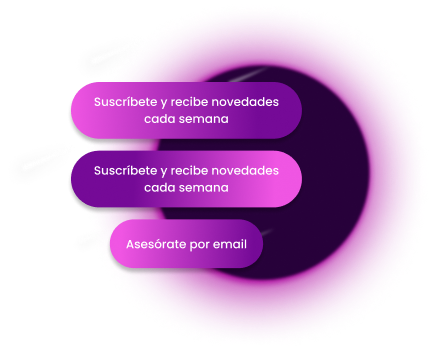 Suscríbete y recibe novedades
cada semana
Suscríbete y recibe novedades
cada semana
Asesórate por email